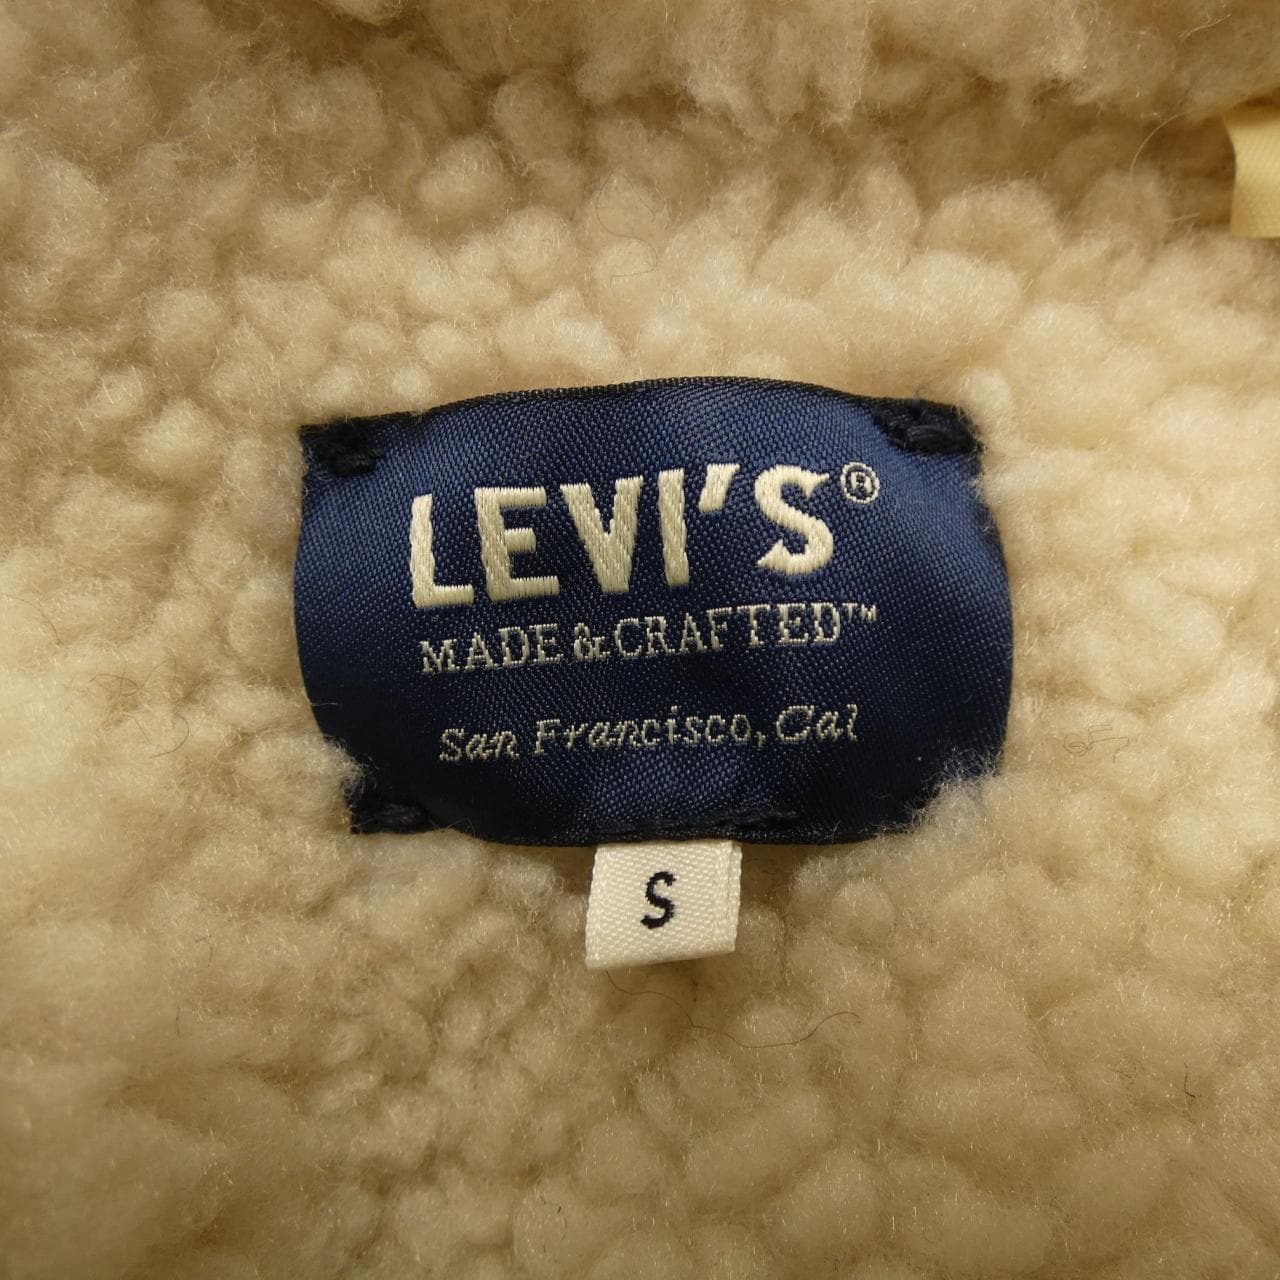 LEVI'S®
MADE & CRAFTED™
San Francisco, Cal
S